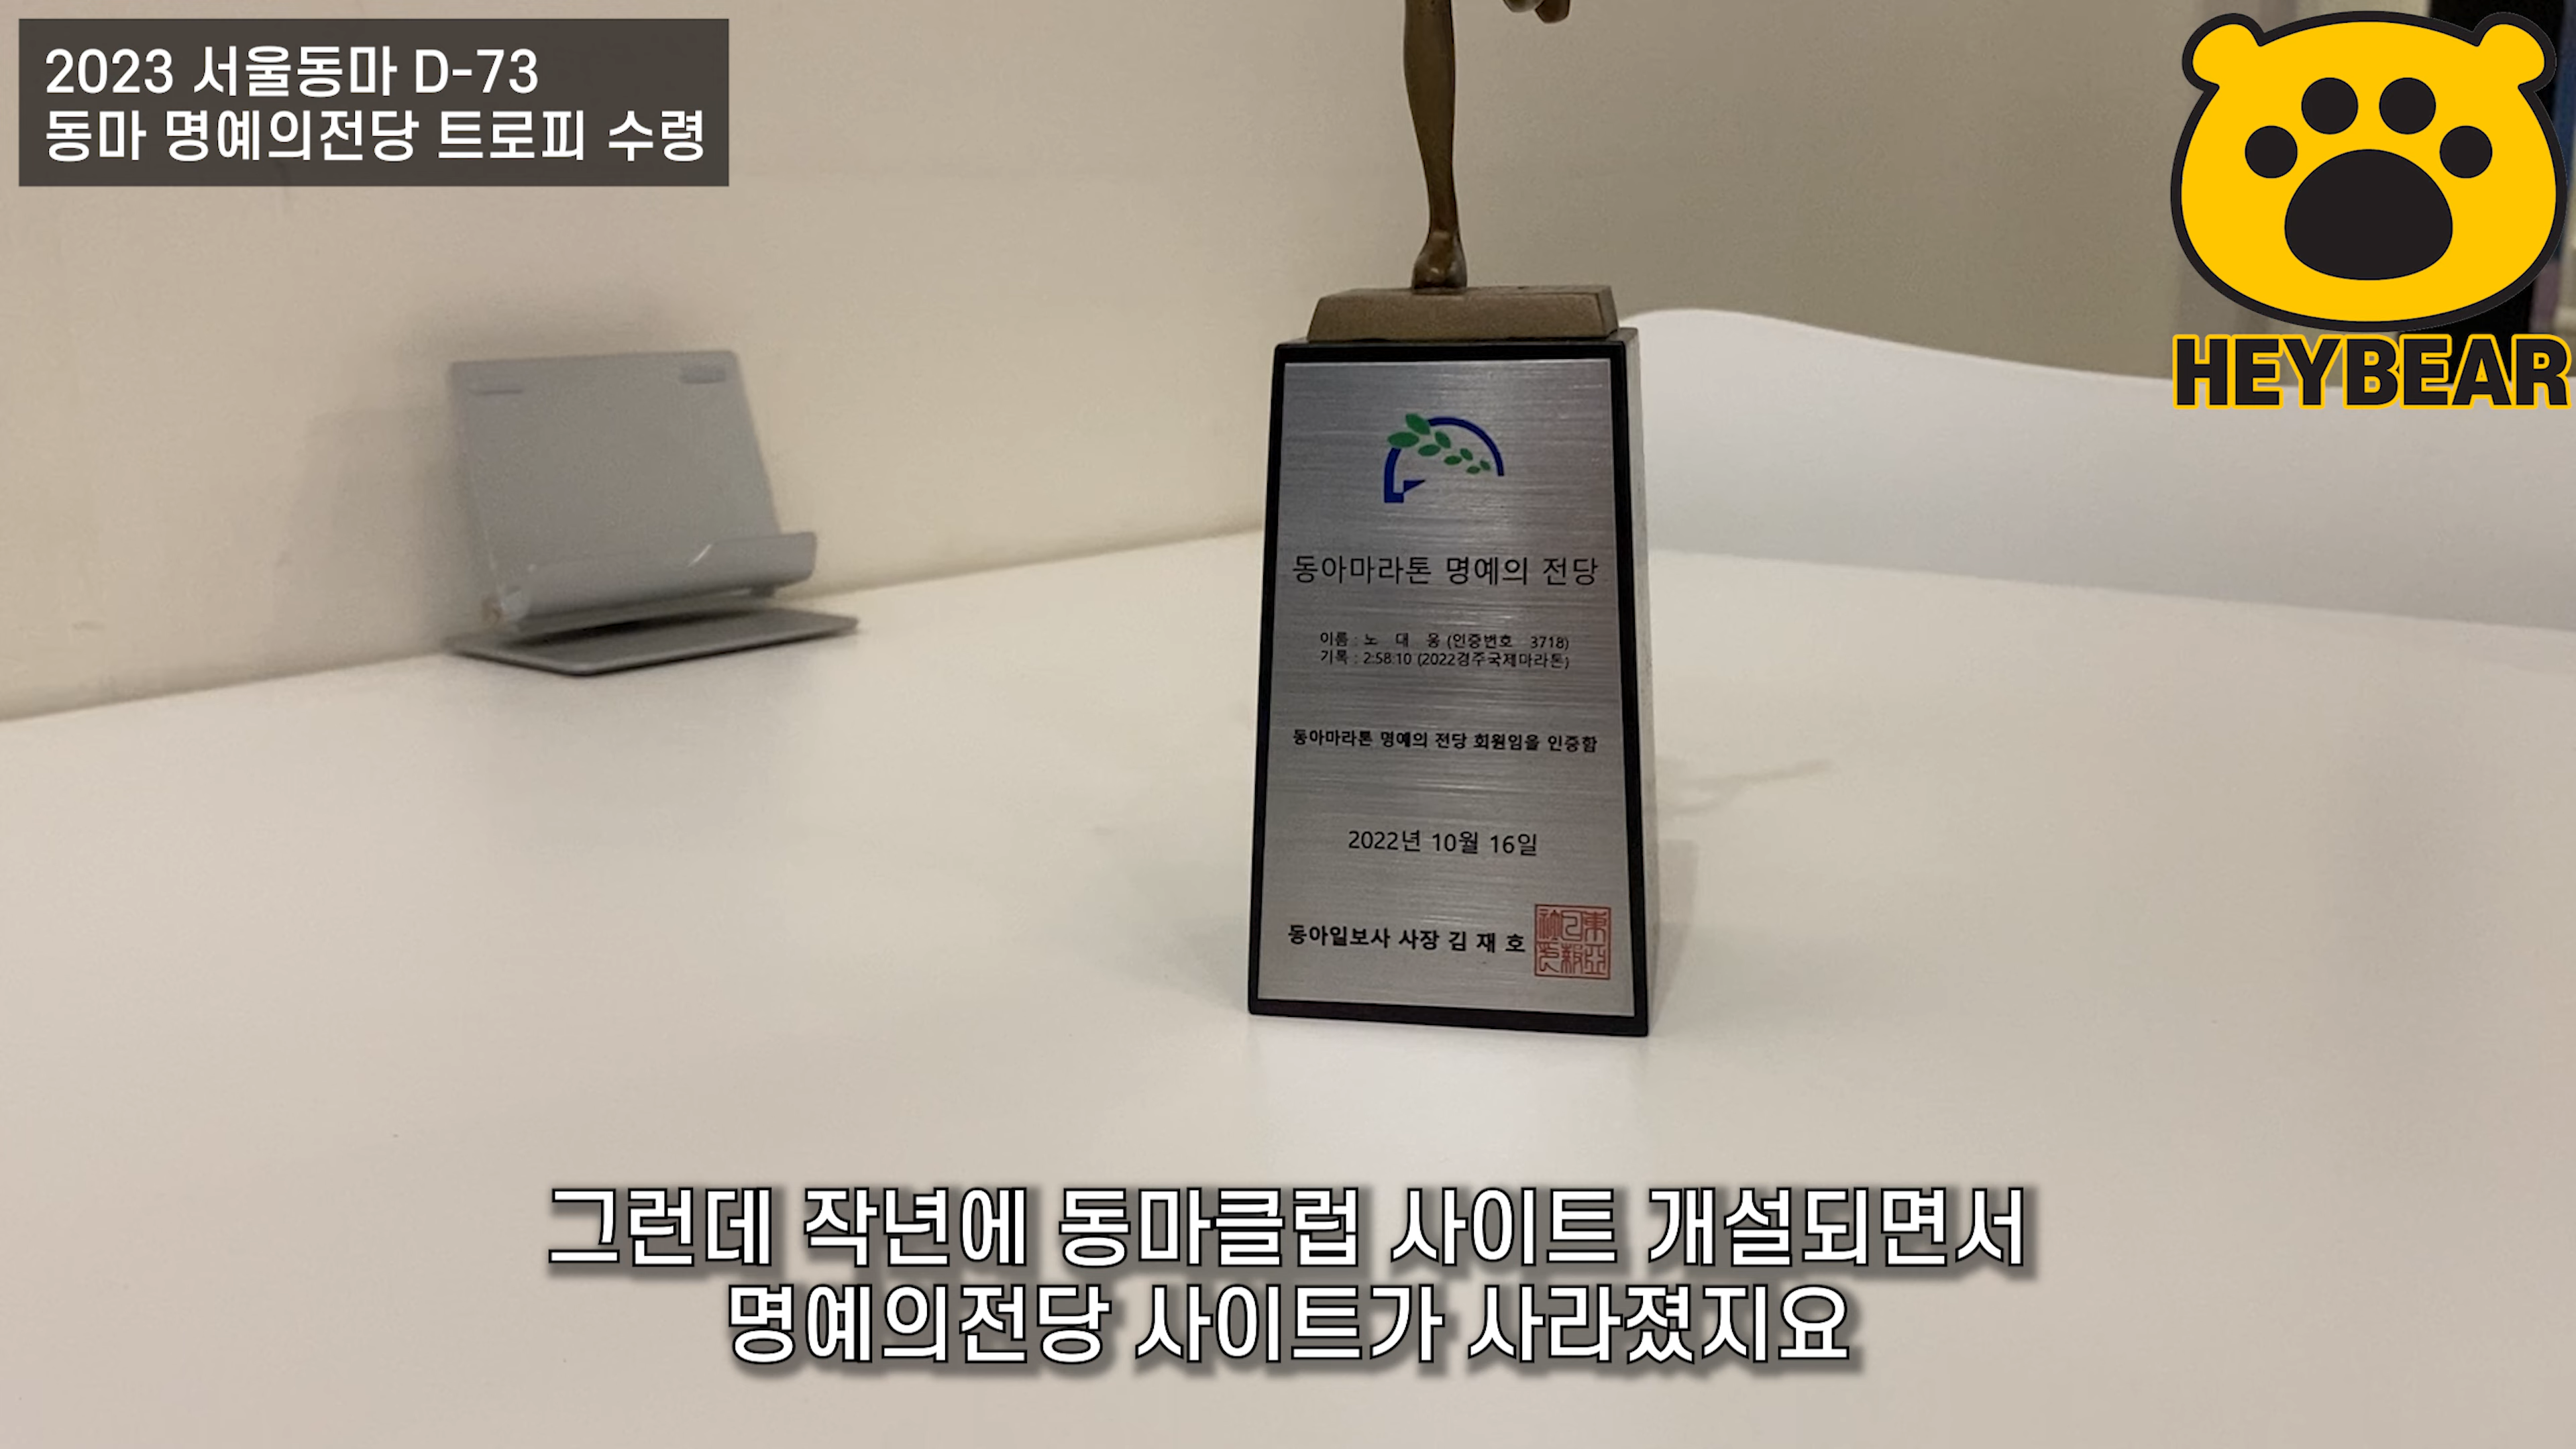 2023 서울동마 D-73
동마 명예의전당 트로피 수령
HEYBEAR
동아마라톤 명예의 전당
이름 : 노 대 웅 (인증번호 3718)
기록 : 2:58:10 (2022경주국제마라톤)
동아마라톤 명예의 전당 회원임을 인증함
2022년 10월 16일
동아일보사 사장 김 재 호
그런데 작년에 동마클럽 사이트 개설되면서
명예의전당 사이트가 사라졌지요